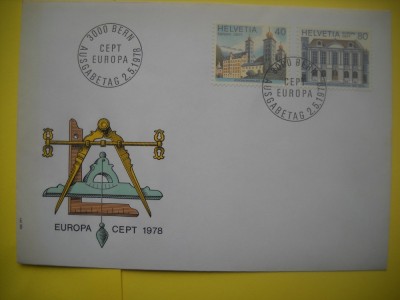 3000 BERN
CEPT
EUROPA
AUSGABETAG 2.5.1978
HELVETIA
40
HELVETIA
80
CEPT
EUROPA
AUSGABETAG 2.5.1978
EUROPA CEPT 1978